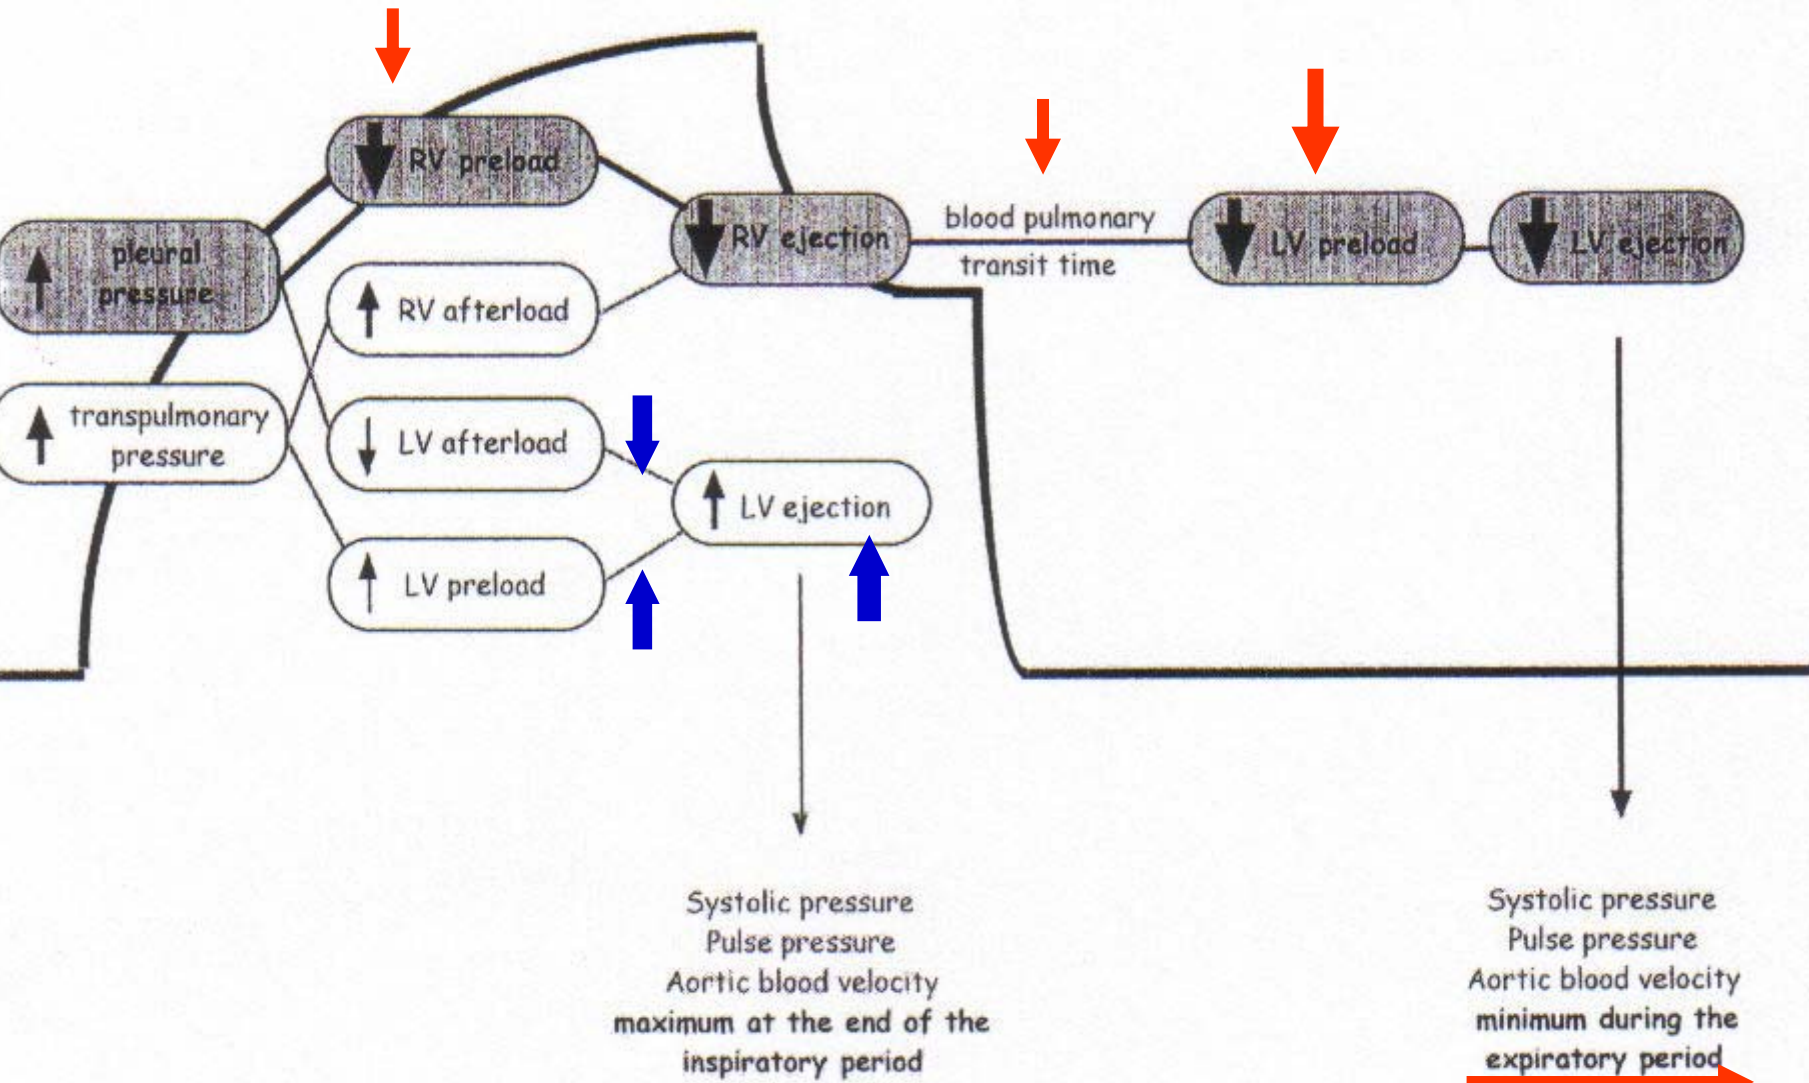 RV preload
pleural
pressure
RV ejection
blood pulmonary
transit time
LV preload
LV ejection
RV afterload
transpulmonary
pressure
LV afterload
LV ejection
LV preload
Systolic pressure
Pulse pressure
Aortic blood velocity
maximum at the end of the
inspiratory period
Systolic pressure
Pulse pressure
Aortic blood velocity
minimum during the
expiratory period